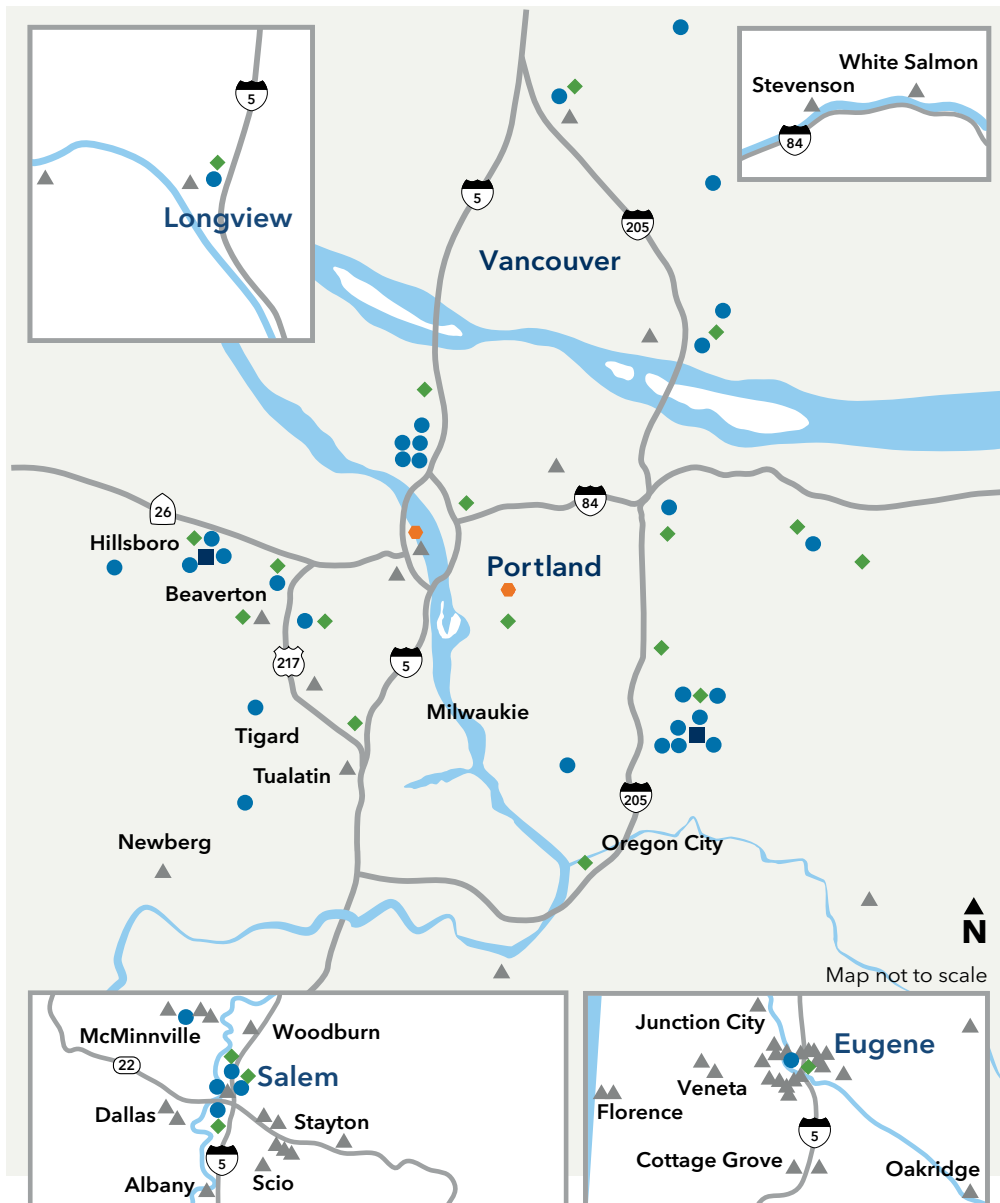 5
Longview
White Salmon
Stevenson
84
5
205
Vancouver
26
Hillsboro
84
Beaverton
Portland
217
5
Milwaukie
Tigard
Tualatin
205
Newberg
Oregon City
N
Map not to scale
McMinnville
Woodburn
22
Salem
Dallas
Stayton
5
Albany
Scio
Junction City
Eugene
Veneta
Florence
5
Cottage Grove
Oakridge